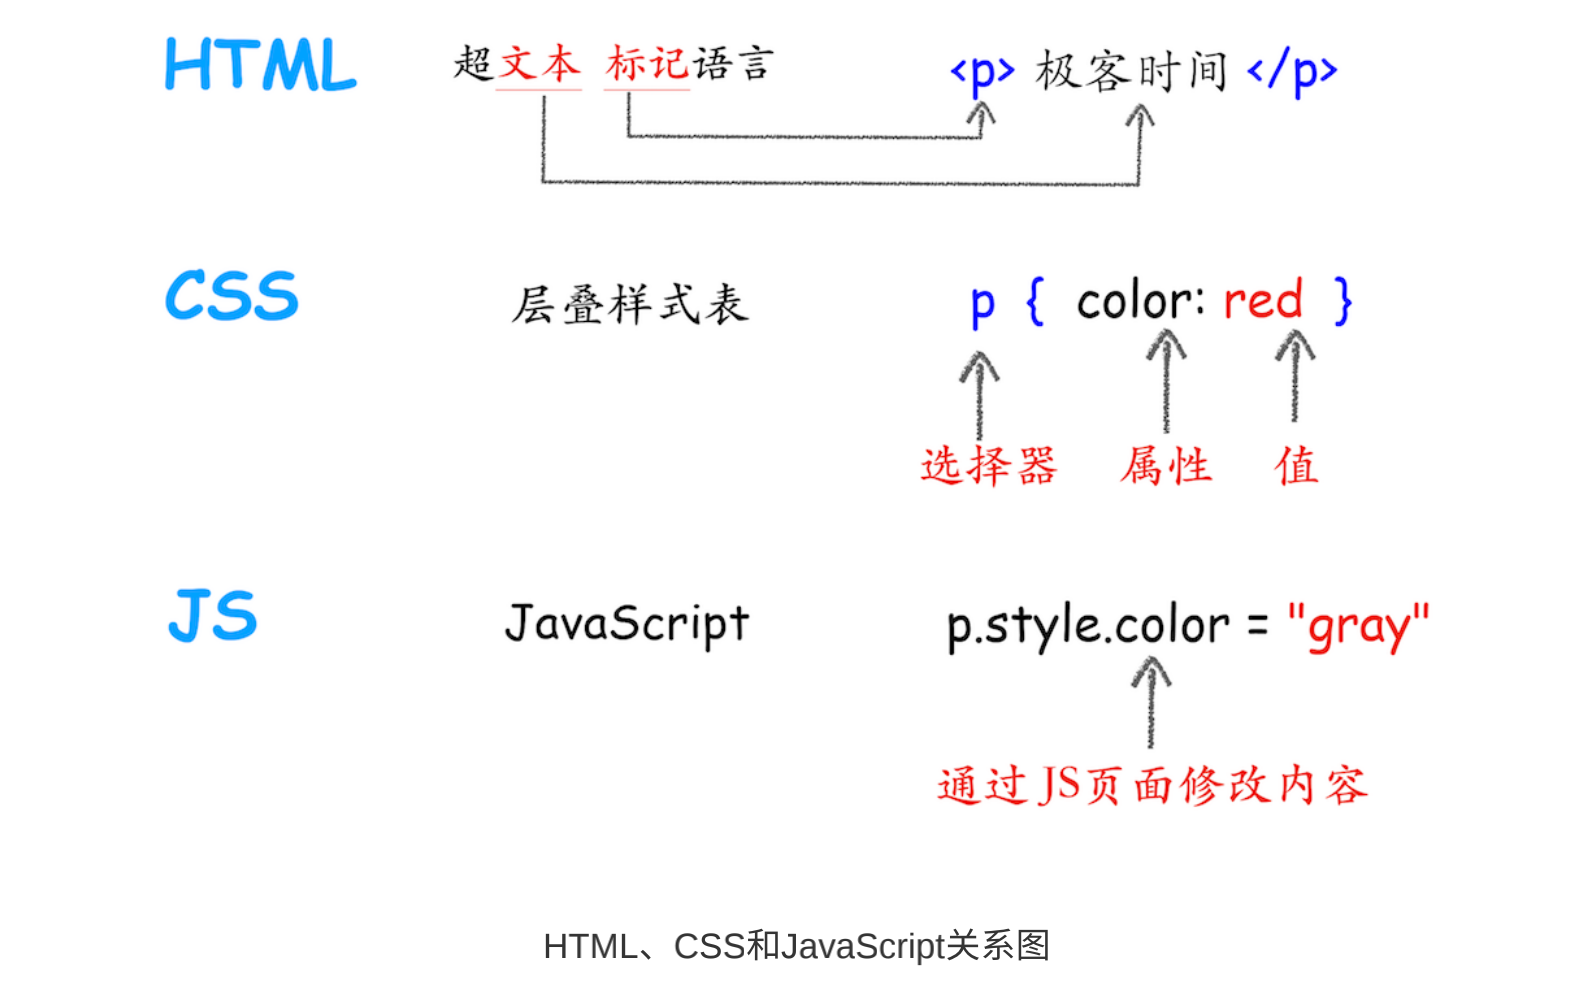 HTML 超文本 标记语言 <p> 极客时间 </p>
CSS 层叠样式表 p { color: red }
选择器 属性 值
JS JavaScript p.style.color = "gray"
通过JS页面修改内容
HTML、CSS和JavaScript关系图